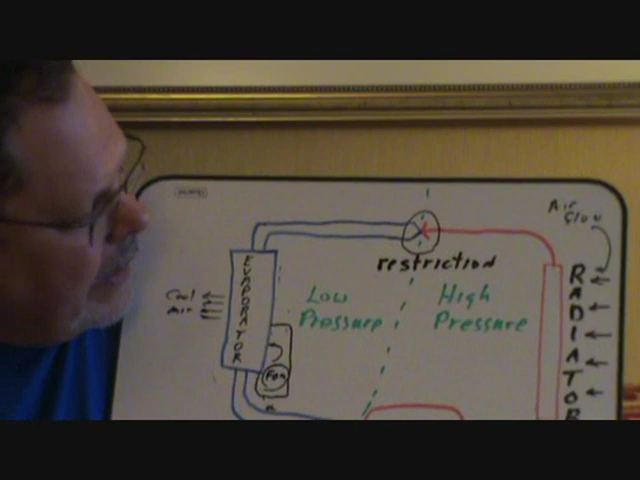 Air
Flow
restriction
EVAPORATOR
Cool
Air
Low
Pressure
High
Pressure
RADIATOR
Fan